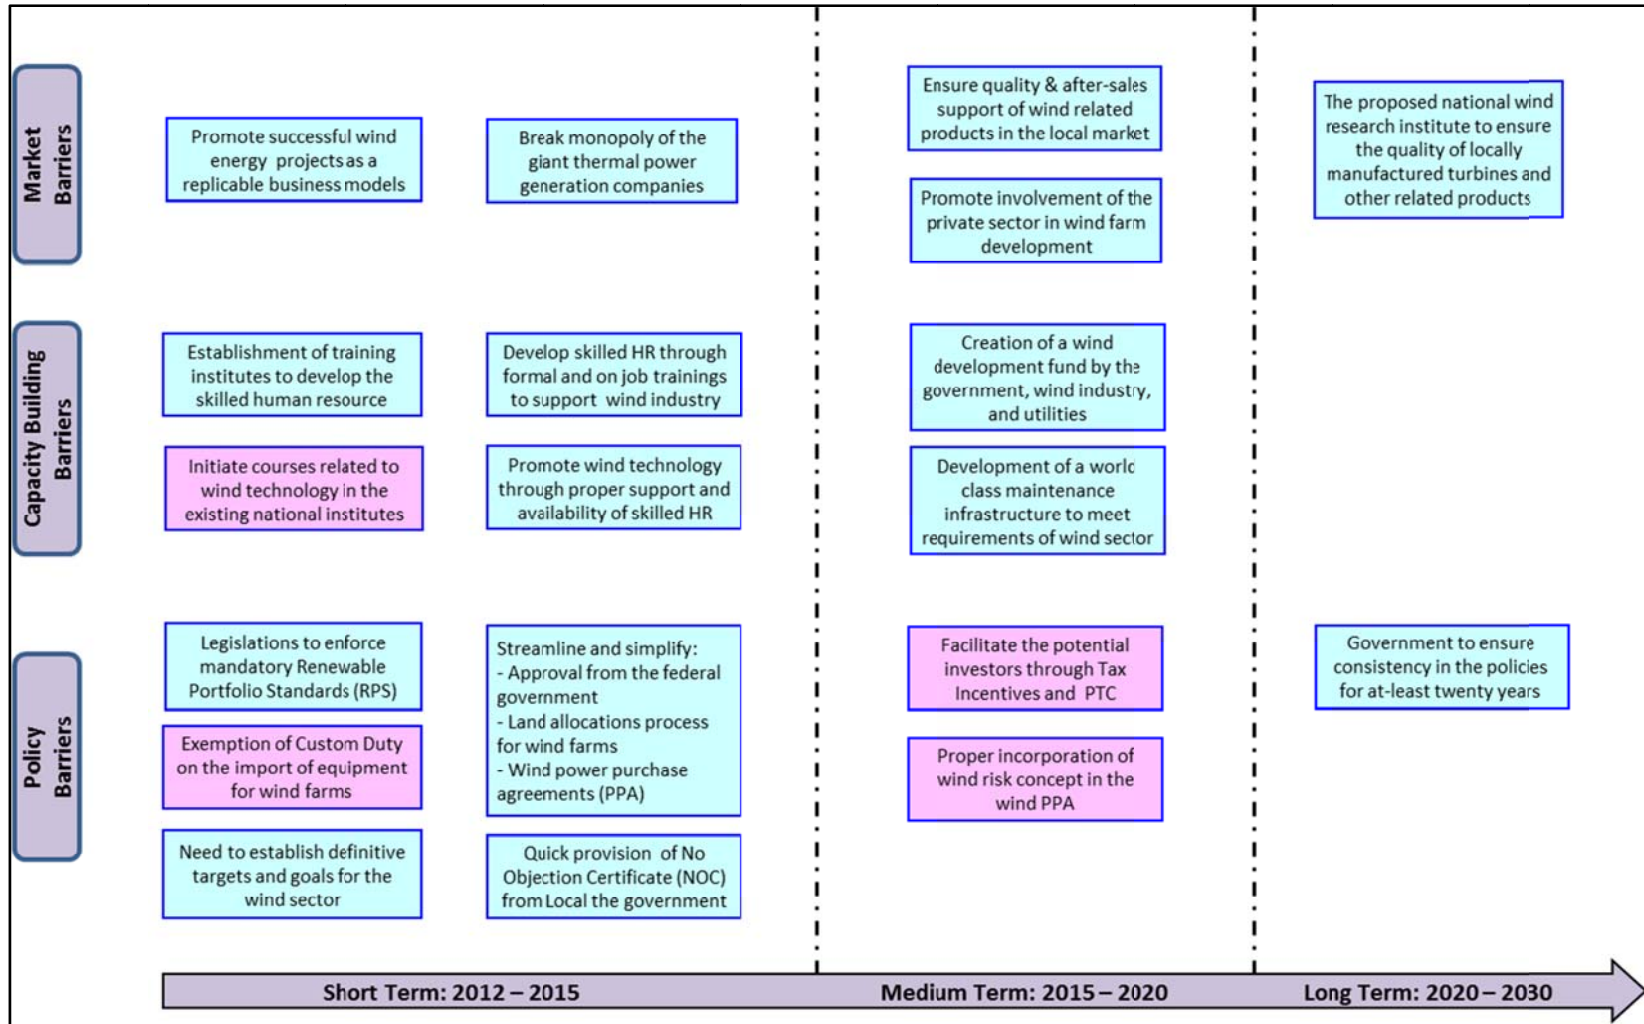 Market
Barriers
Promote successful wind
energy projects as a
replicable business models
Break monopoly of the
giant thermal power
generation companies
Ensure quality & after-sales
support of wind related
products in the local market
Promote involvement of the
private sector in wind farm
development
The proposed national wind
research institute to ensure
the quality of locally
manufactured turbines and
other related products
Capacity Building
Barriers
Establishment of training
institutes to develop the
skilled human resource
Initiate courses related to
wind technology in the
existing national institutes
Develop skilled HR through
formal and on job trainings
to support wind industry
Promote wind technology
through proper support and
availability of skilled HR
Creation of a wind
development fund by the
government, wind industry,
and utilities
Development of a world
class maintenance
infrastructure to meet
requirements of wind sector
Policy
Barriers
Legislations to enforce
mandatory Renewable
Portfolio Standards (RPS)
Exemption of Custom Duty
on the import of equipment
for wind farms
Need to establish definitive
targets and goals for the
wind sector
Streamline and simplify:
- Approval from the federal
government
- Land allocations process
for wind farms
- Wind power purchase
agreements (PPA)
Quick provision of No
Objection Certificate (NOC)
from Local the government
Facilitate the potential
investors through Tax
Incentives and PTC
Proper incorporation of
wind risk concept in the
wind PPA
Government to ensure
consistency in the policies
for at-least twenty years
Short Term: 2012 – 2015
Medium Term: 2015 – 2020
Long Term: 2020 – 2030